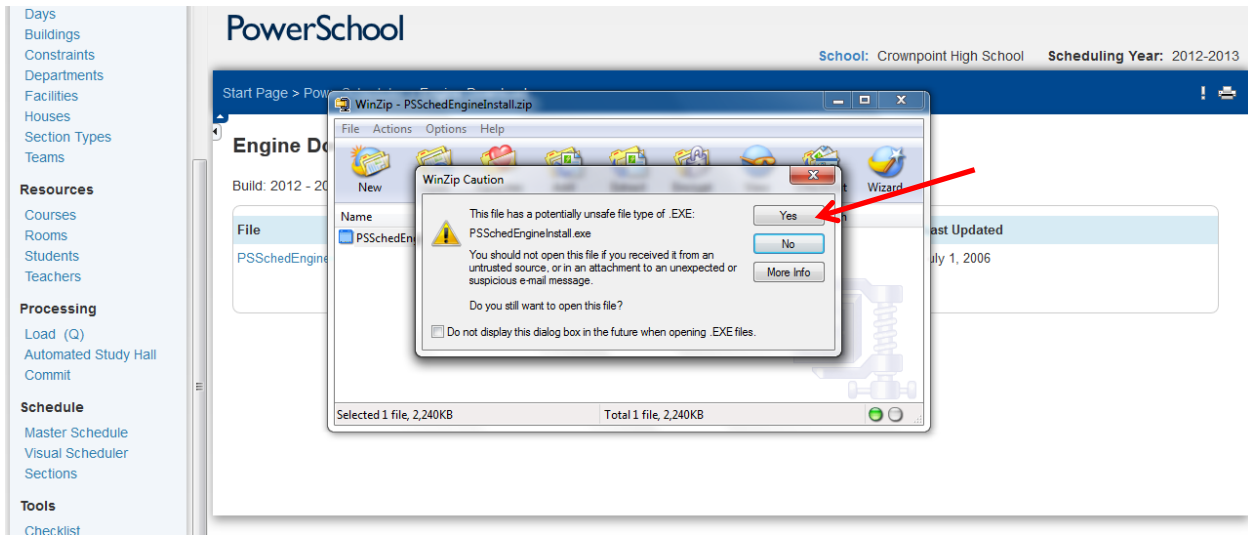 Days
Buildings
Constraints
Departments
Facilities
Houses
Section Types
Teams
Resources
Courses
Rooms
Students
Teachers
Processing
Load (Q)
Automated Study Hall
Commit
Schedule
Master Schedule
Visual Scheduler
Sections
Tools
Checklist
PowerSchool
School: Crownpoint High School Scheduling Year: 2012-2013
Start Page > Pow
Engine Do
Build: 2012 - 20
File
PSSchedEngine
ast Updated
uly 1, 2006
WinZip - PSSchedEngineInstall.zip
File Actions Options Help
New
Wizard
Name
PSSchedEn
WinZip Caution
This file has a potentially unsafe file type of .EXE:
PSSchedEngineInstall.exe
You should not open this file if you received it from an
untrusted source, or in an attachment to an unexpected or
suspicious e-mail message.
Do you still want to open this file?
Yes
No
More Info
Do not display this dialog box in the future when opening .EXE files.
Selected 1 file, 2,240KB Total 1 file, 2,240KB